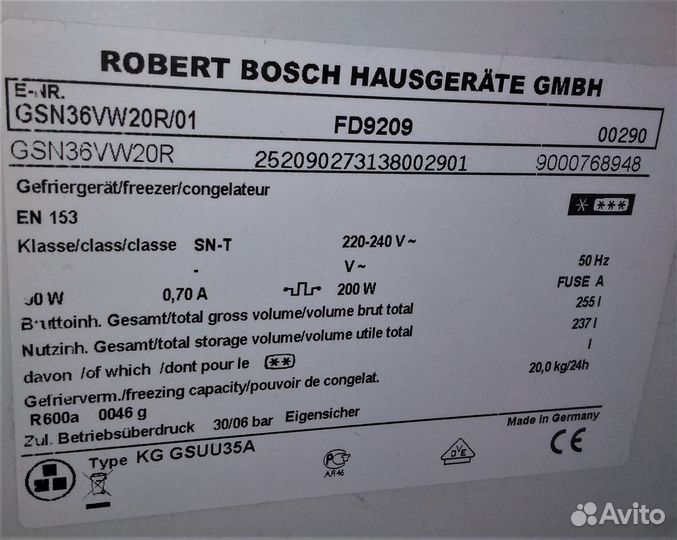 ROBERT BOSCH HAUSGERÄTE GMBH
E-NR.
GSN36VW20R/01 FD9209 00290
GSN36VW20R 252090273138002901 9000768948
Gefriergerät/freezer/congelateur
EN 153
Klasse/class/classe SN-T 220-240 V ~ 50 Hz
- V ~ FUSE A
0 W 0,70 A 200 W
Bruttoinh. Gesamt/total gross volume/volume brut total 255 l
Nutzinh. Gesamt/total storage volume/volume utile total 237 l
davon /of which /dont pour le ** l
Gefrierverm./freezing capacity/pouvoir de congelat. 20,0 kg/24h
R600a 0046 g
Zul. Betriebsüberdruck 30/06 bar Eigensicher
Made in Germany
Type KG GSUU35A
AЯ46
DVE
CE
Avito